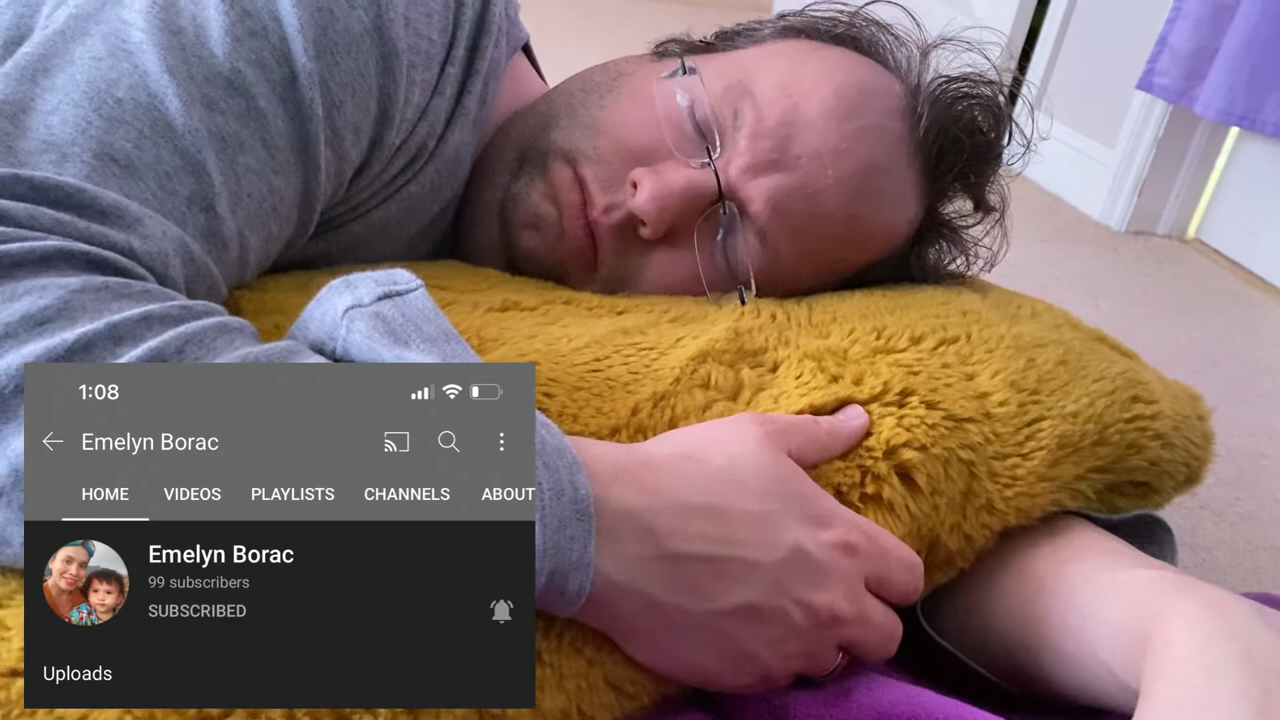 1:08
Emelyn Borac
HOME VIDEOS PLAYLISTS CHANNELS ABOUT
Emelyn Borac
99 subscribers
SUBSCRIBED
Uploads